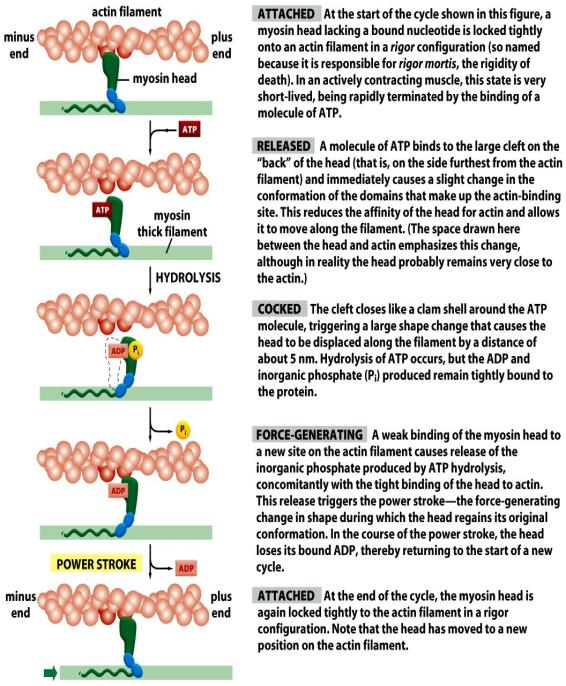 actin filament
minus end
plus end
myosin head
ATTACHED At the start of the cycle shown in this figure, a
myosin head lacking a bound nucleotide is locked tightly
onto an actin filament in a rigor configuration (so named
because it is responsible for rigor mortis, the rigidity of
death). In an actively contracting muscle, this state is very
short-lived, being rapidly terminated by the binding of a
molecule of ATP.
ATP
ATP
myosin
thick filament
RELEASED A molecule of ATP binds to the large cleft on the
“back” of the head (that is, on the side furthest from the actin
filament) and immediately causes a slight change in the
conformation of the domains that make up the actin-binding
site. This reduces the affinity of the head for actin and allows
it to move along the filament. (The space drawn here
between the head and actin emphasizes this change,
although in reality the head probably remains very close to
the actin.)
HYDROLYSIS
ADP
Pi
COCKED The cleft closes like a clam shell around the ATP
molecule, triggering a large shape change that causes the
head to be displaced along the filament by a distance of
about 5 nm. Hydrolysis of ATP occurs, but the ADP and
inorganic phosphate (Pi) produced remain tightly bound to
the protein.
Pi
ADP
FORCE-GENERATING A weak binding of the myosin head to
a new site on the actin filament causes release of the
inorganic phosphate produced by ATP hydrolysis,
concomitantly with the tight binding of the head to actin.
This release triggers the power stroke—the force-generating
change in shape during which the head regains its original
conformation. In the course of the power stroke, the head
loses its bound ADP, thereby returning to the start of a new
cycle.
POWER STROKE
ADP
minus end
plus end
ATTACHED At the end of the cycle, the myosin head is
again locked tightly to the actin filament in a rigor
configuration. Note that the head has moved to a new
position on the actin filament.